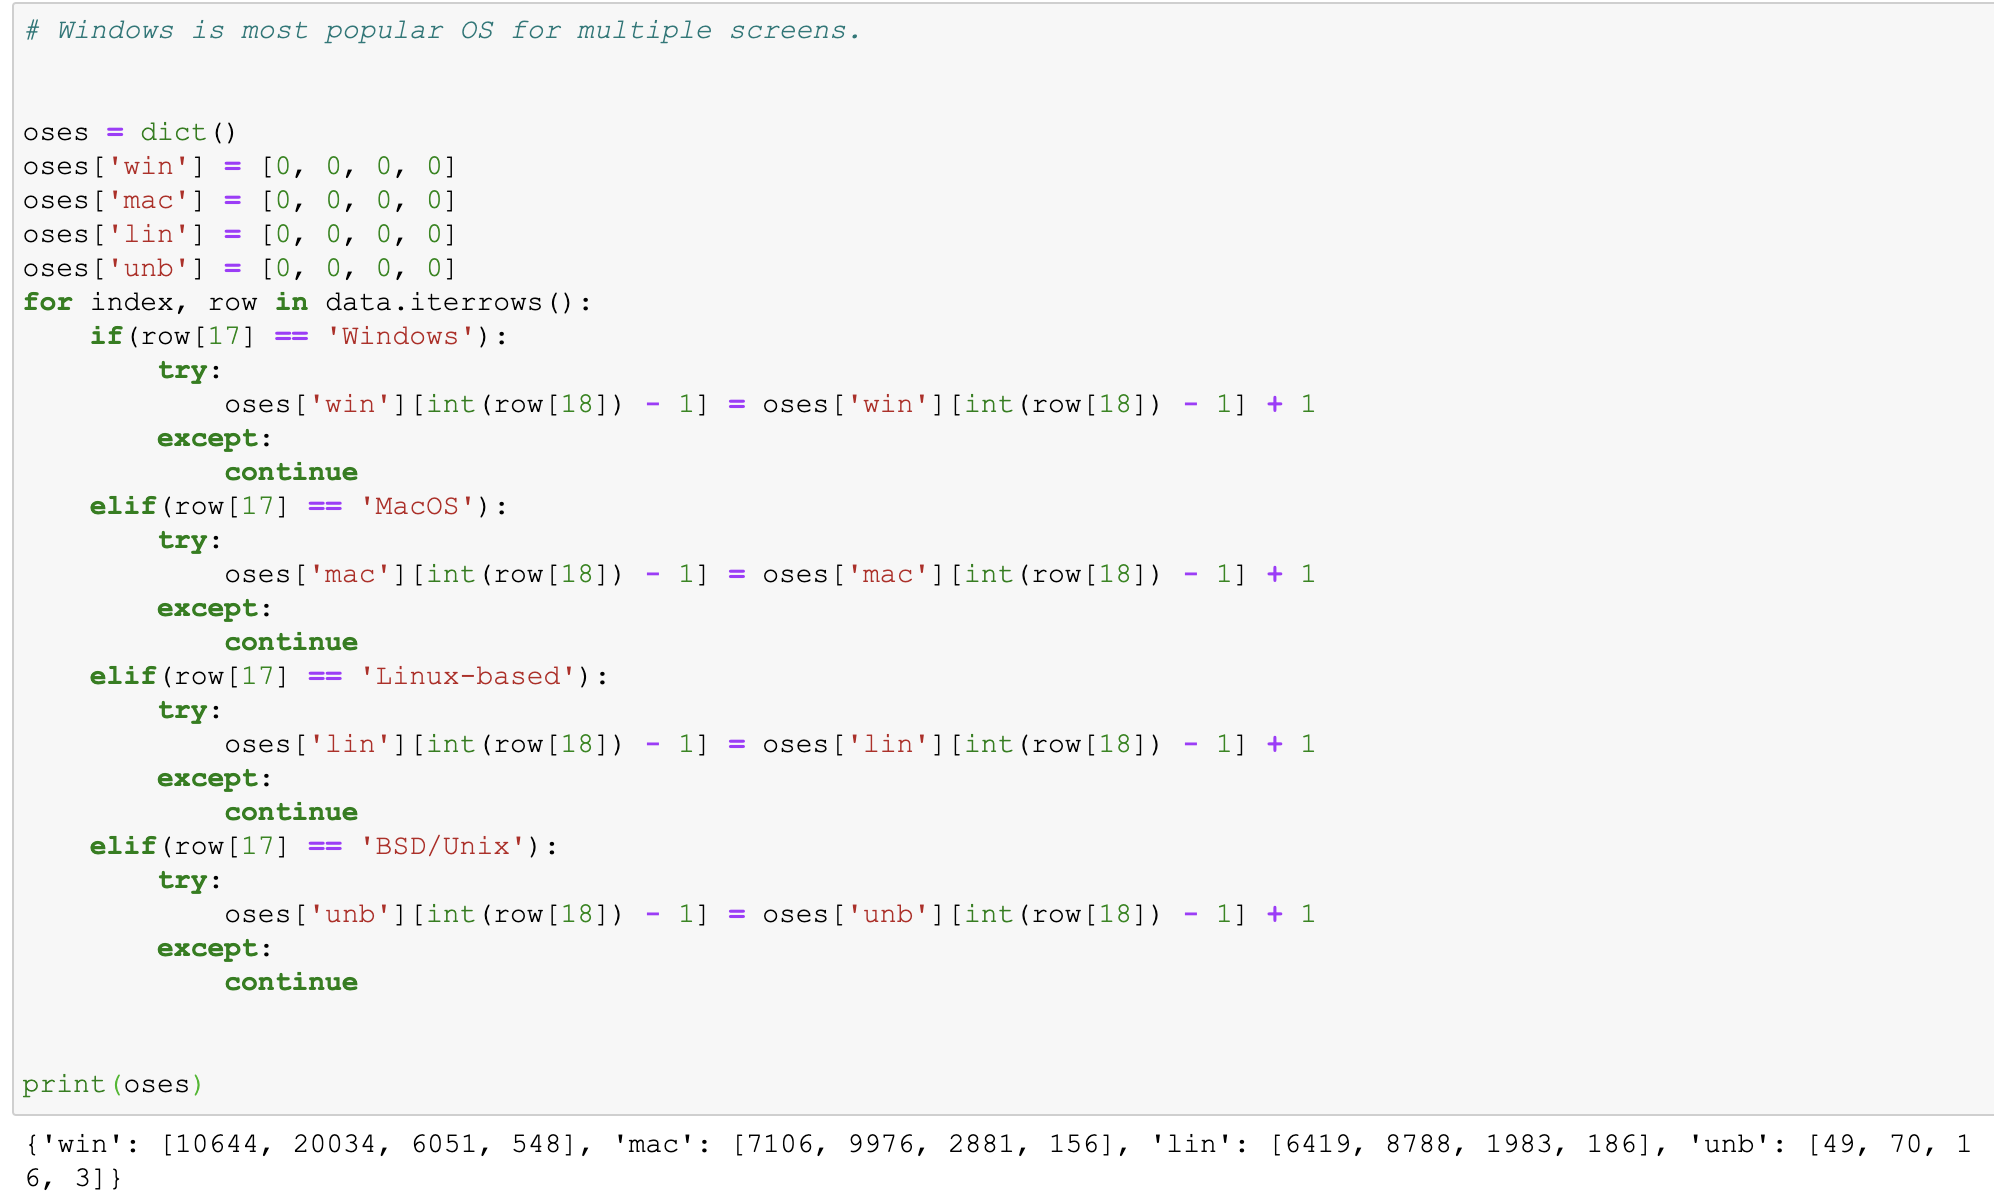 # Windows is most popular OS for multiple screens.
oses = dict()
oses['win'] = [0, 0, 0, 0]
oses['mac'] = [0, 0, 0, 0]
oses['lin'] = [0, 0, 0, 0]
oses['unb'] = [0, 0, 0, 0]
for index, row in data.iterrows():
    if(row[17] == 'Windows'):
        try:
            oses['win'][int(row[18]) - 1] = oses['win'][int(row[18]) - 1] + 1
        except:
            continue
    elif(row[17] == 'MacOS'):
        try:
            oses['mac'][int(row[18]) - 1] = oses['mac'][int(row[18]) - 1] + 1
        except:
            continue
    elif(row[17] == 'Linux-based'):
        try:
            oses['lin'][int(row[18]) - 1] = oses['lin'][int(row[18]) - 1] + 1
        except:
            continue
    elif(row[17] == 'BSD/Unix'):
        try:
            oses['unb'][int(row[18]) - 1] = oses['unb'][int(row[18]) - 1] + 1
        except:
            continue
print(oses)
{'win': [10644, 20034, 6051, 548], 'mac': [7106, 9976, 2881, 156], 'lin': [6419, 8788, 1983, 186], 'unb': [49, 70, 1
6, 3]}